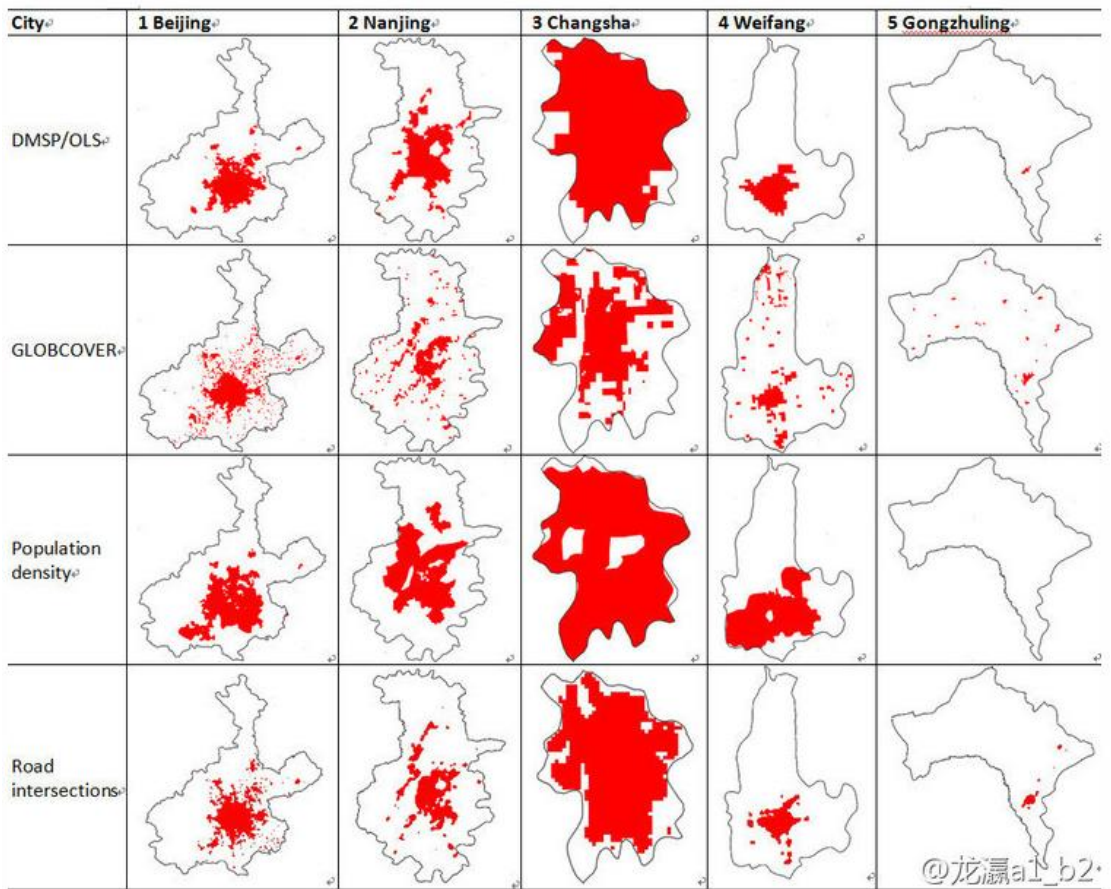 City 1 Beijing 2 Nanjing 3 Changsha 4 Weifang 5 Gongzhuling
DMSP/OLS
GLOBCOVER
Population
density
Road
intersections
@龙瀛a1_b2